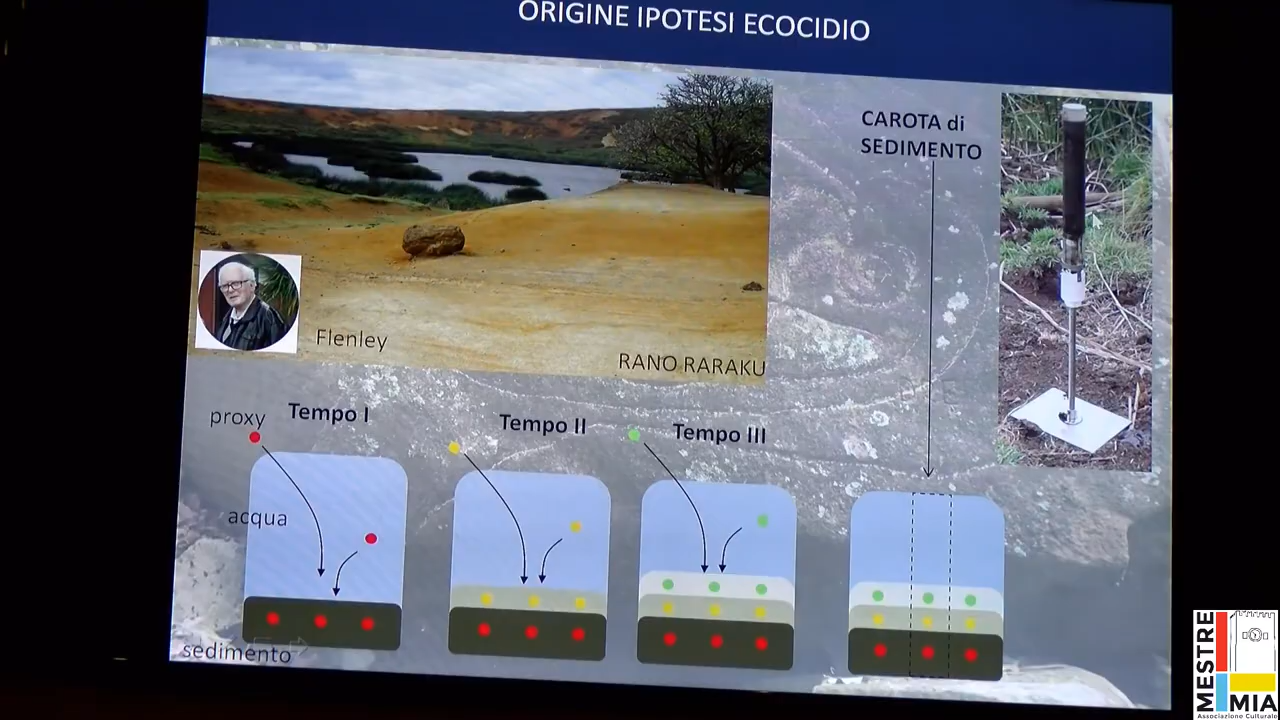 ORIGINE IPOTESI ECOCIDIO
CAROTA di
SEDIMENTO
Flenley
RANO RARAKU
proxy
Tempo I
Tempo II
Tempo III
acqua
sedimento
MESTRE
MIA
Associazione Culturale